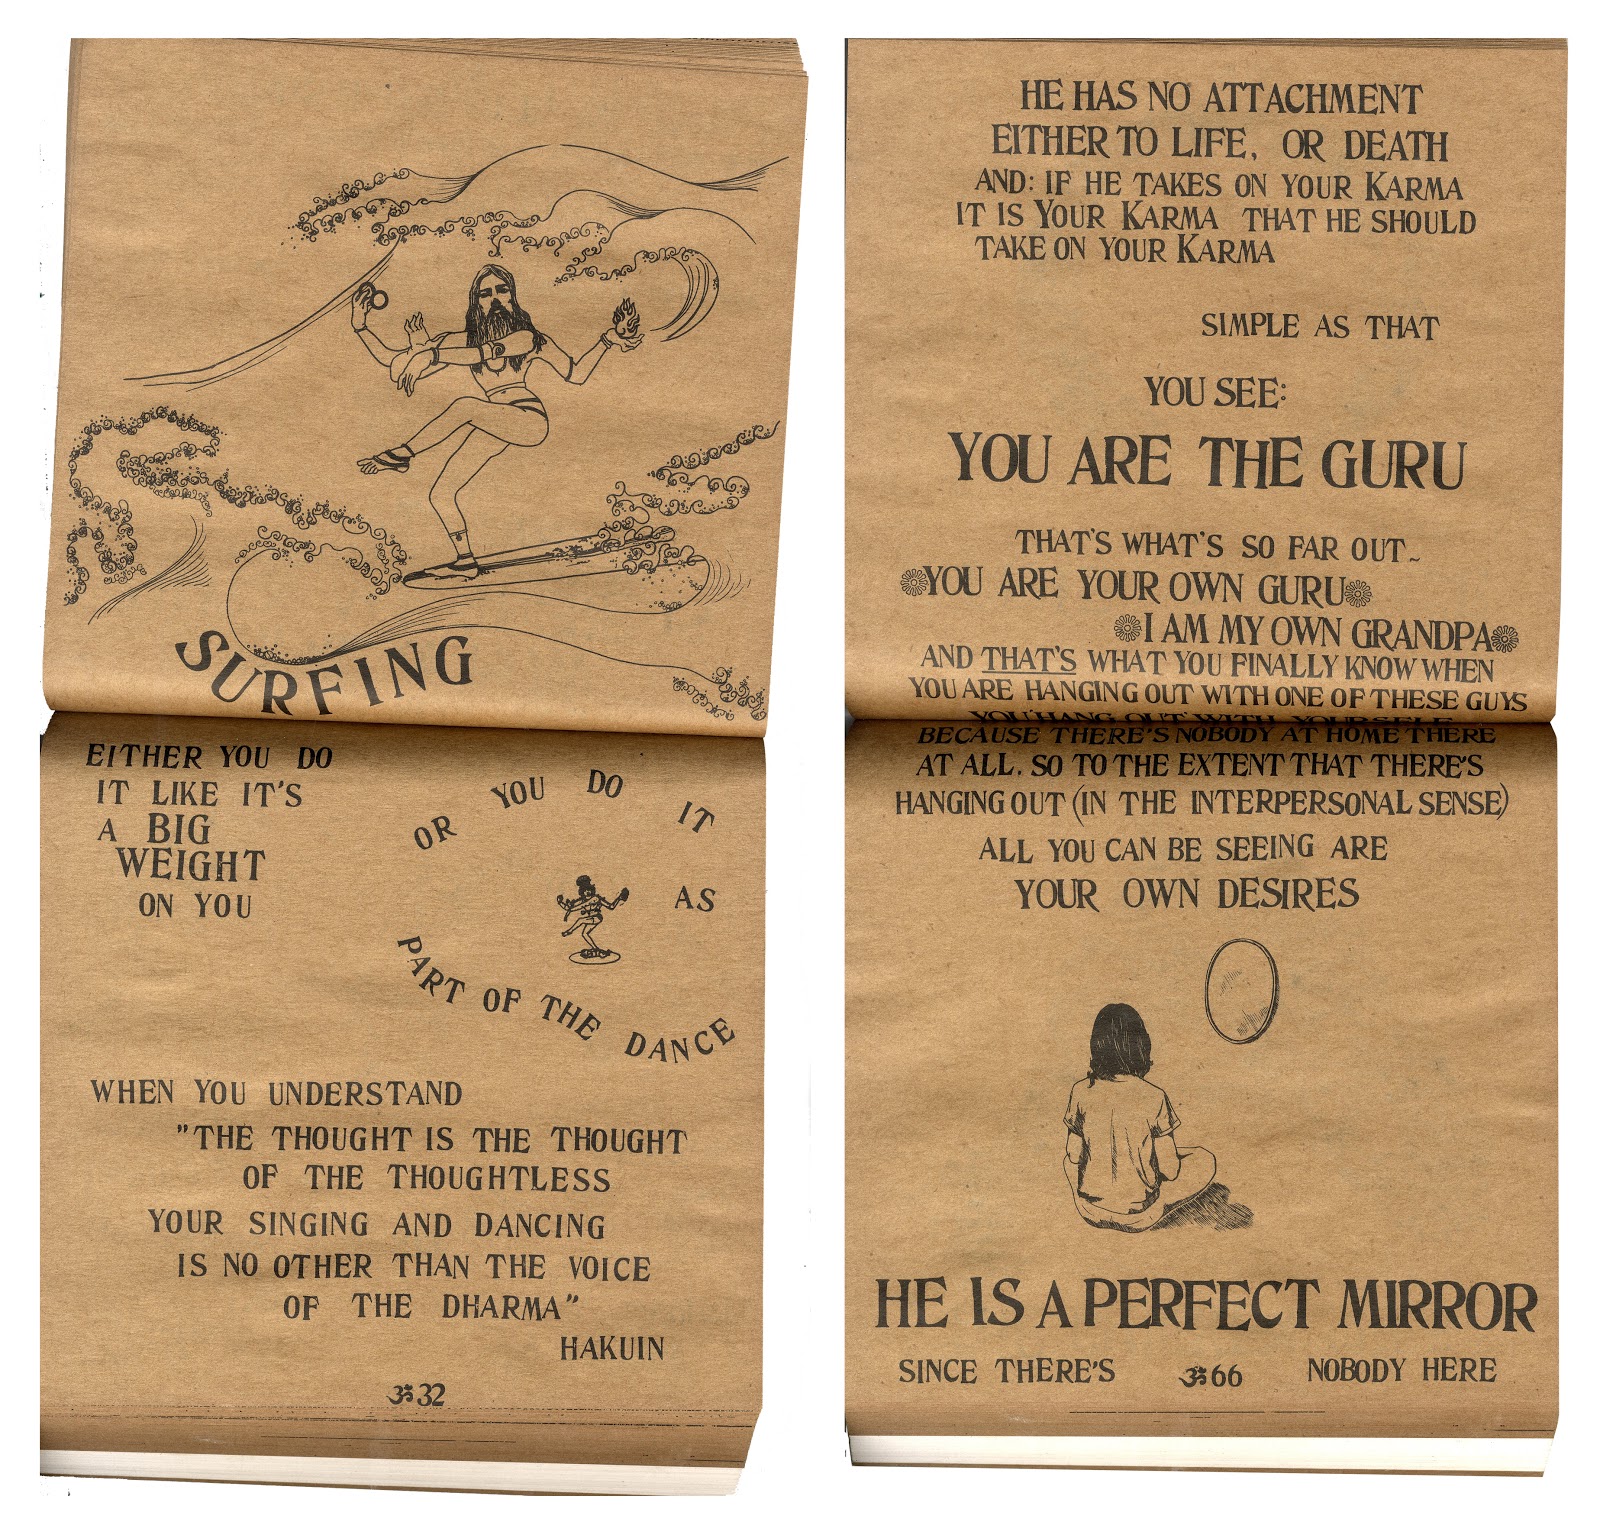 SURFING
EITHER YOU DO
IT LIKE IT'S
A BIG
WEIGHT
ON YOU
OR YOU DO IT
AS
PART OF THE DANCE
WHEN YOU UNDERSTAND
"THE THOUGHT IS THE THOUGHT
OF THE THOUGHTLESS
YOUR SINGING AND DANCING
IS NO OTHER THAN THE VOICE
OF THE DHARMA"
HAKUIN
ॐ 32
HE HAS NO ATTACHMENT
EITHER TO LIFE, OR DEATH
AND: IF HE TAKES ON YOUR KARMA
IT IS YOUR KARMA THAT HE SHOULD
TAKE ON YOUR KARMA
SIMPLE AS THAT
YOU SEE:
YOU ARE THE GURU
THAT'S WHAT'S SO FAR OUT~
YOU ARE YOUR OWN GURU
I AM MY OWN GRANDPA
AND THAT'S WHAT YOU FINALLY KNOW WHEN
YOU ARE HANGING OUT WITH ONE OF THESE GUYS
YOU HANG OUT WITH YOURSELF
BECAUSE THERE'S NOBODY AT HOME THERE
AT ALL. SO TO THE EXTENT THAT THERE'S
HANGING OUT (IN THE INTERPERSONAL SENSE)
ALL YOU CAN BE SEEING ARE
YOUR OWN DESIRES
HE IS A PERFECT MIRROR
SINCE THERE'S ॐ 66 NOBODY HERE